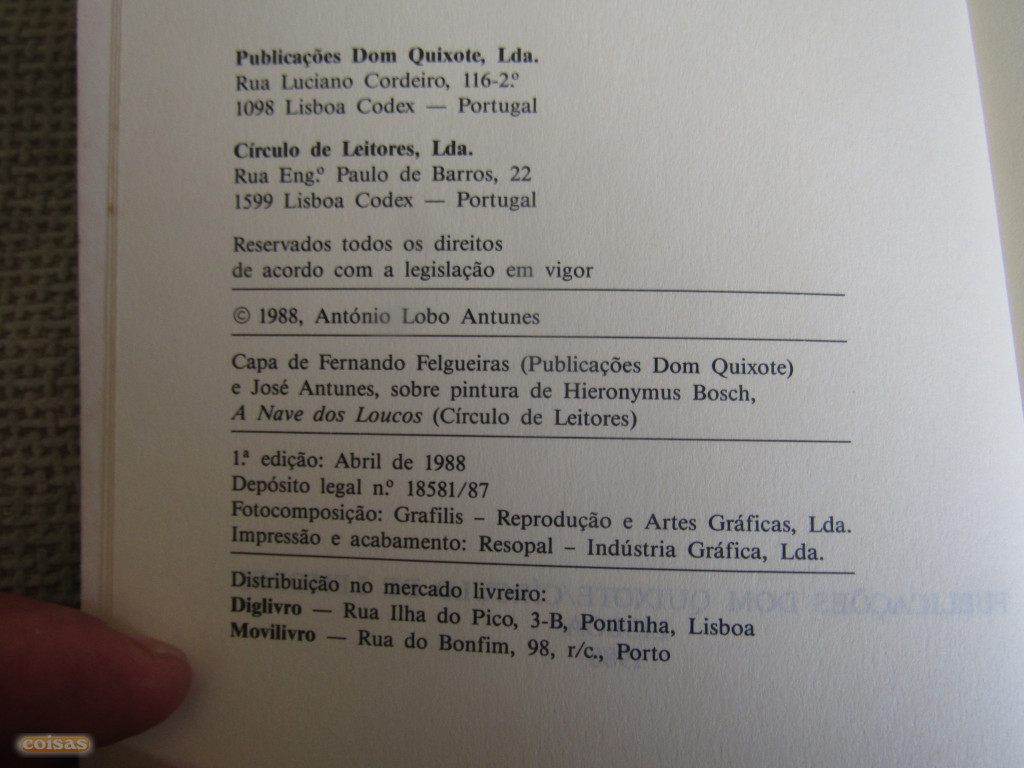 Publicações Dom Quixote, Lda.
Rua Luciano Cordeiro, 116-2.º
1098 Lisboa Codex — Portugal
Círculo de Leitores, Lda.
Rua Eng.º Paulo de Barros, 22
1599 Lisboa Codex — Portugal
Reservados todos os direitos
de acordo com a legislação em vigor
© 1988, António Lobo Antunes
Capa de Fernando Felgueiras (Publicações Dom Quixote)
e José Antunes, sobre pintura de Hieronymus Bosch,
A Nave dos Loucos (Círculo de Leitores)
1.ª edição: Abril de 1988
Depósito legal n.º 18581/87
Fotocomposição: Grafilis – Reprodução e Artes Gráficas, Lda.
Impressão e acabamento: Resopal – Indústria Gráfica, Lda.
Distribuição no mercado livreiro:
Diglivro — Rua Ilha do Pico, 3-B, Pontinha, Lisboa
Movilivro — Rua do Bonfim, 98, r/c., Porto
PUBLICAÇÕES DOM QUIXOTE
coisas